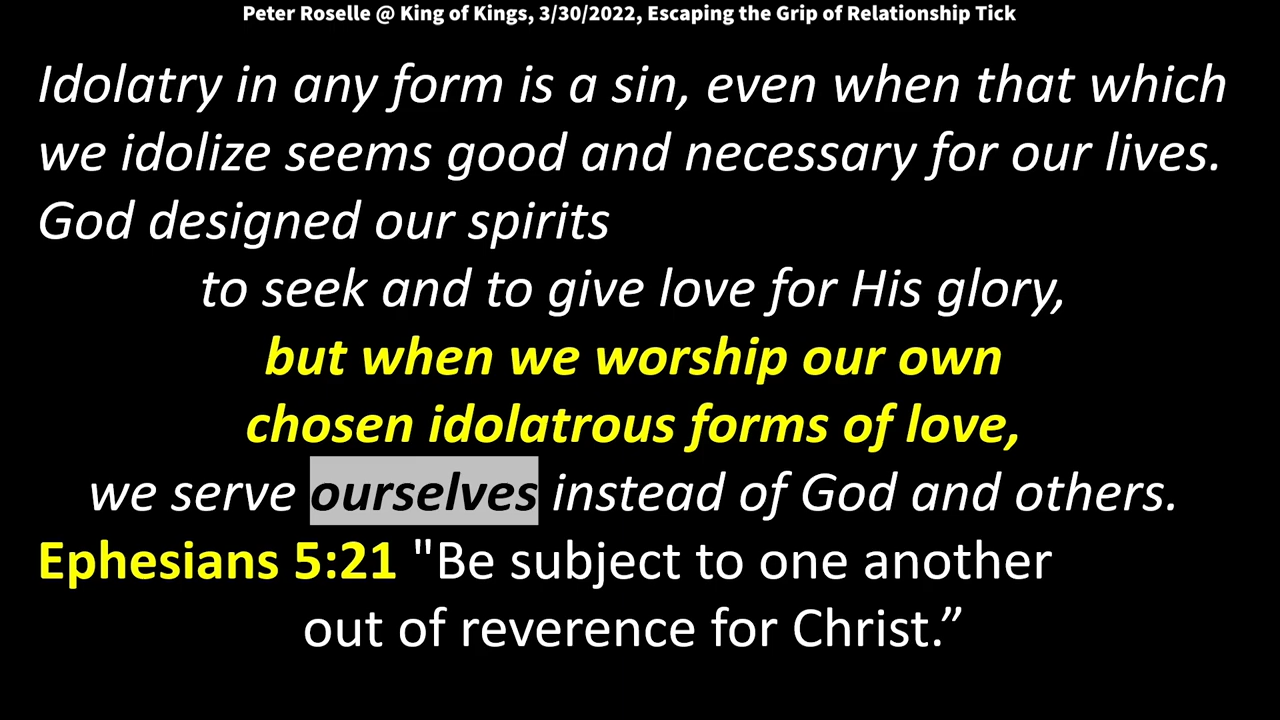 Peter Roselle @ King of Kings, 3/30/2022, Escaping the Grip of Relationship Tick
Idolatry in any form is a sin, even when that which
we idolize seems good and necessary for our lives.
God designed our spirits
to seek and to give love for His glory,
but when we worship our own
chosen idolatrous forms of love,
we serve ourselves instead of God and others.
Ephesians 5:21 "Be subject to one another
out of reverence for Christ.”